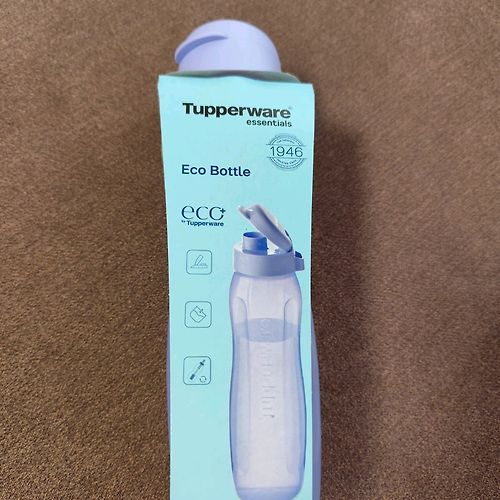 Tupperware®
essentials
1946
Eco Bottle
eco+
by Tupperware